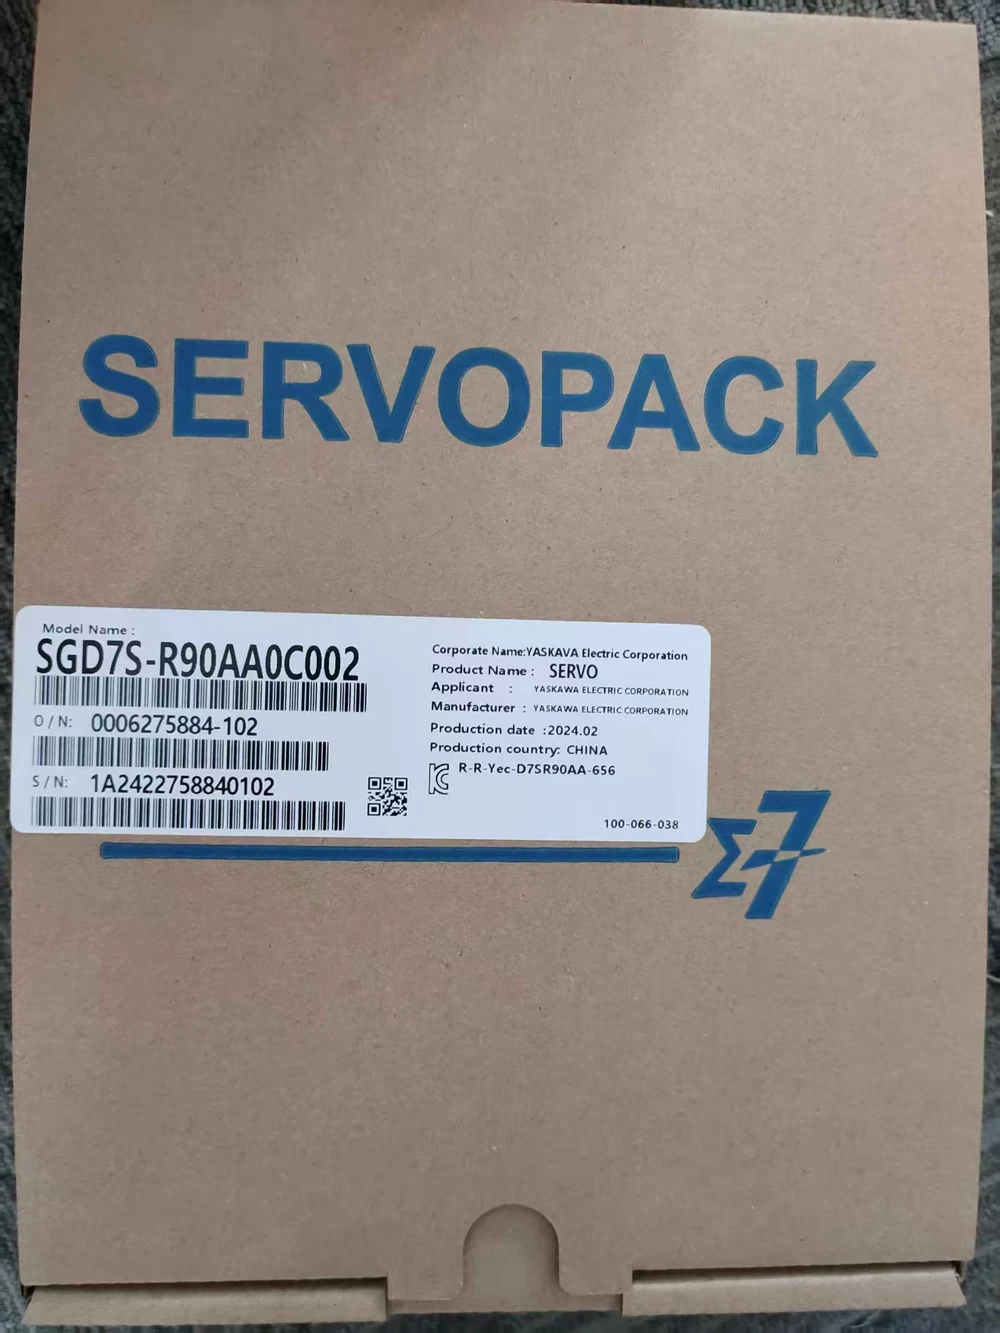 SERVOPACK
Model Name :
SGD7S-R90AA0C002
O / N: 0006275884-102
S / N: 1A2422758840102
Corporate Name:YASKAVA Electric Corporation
Product Name : SERVO
Applicant : YASKAWA ELECTRIC CORPORATION
Manufacturer : YASKAWA ELECTRIC CORPORATION
Production date :2024.02
Production country: CHINA
R-R-Yec-D7SR90AA-656
100-066-038
Σ7